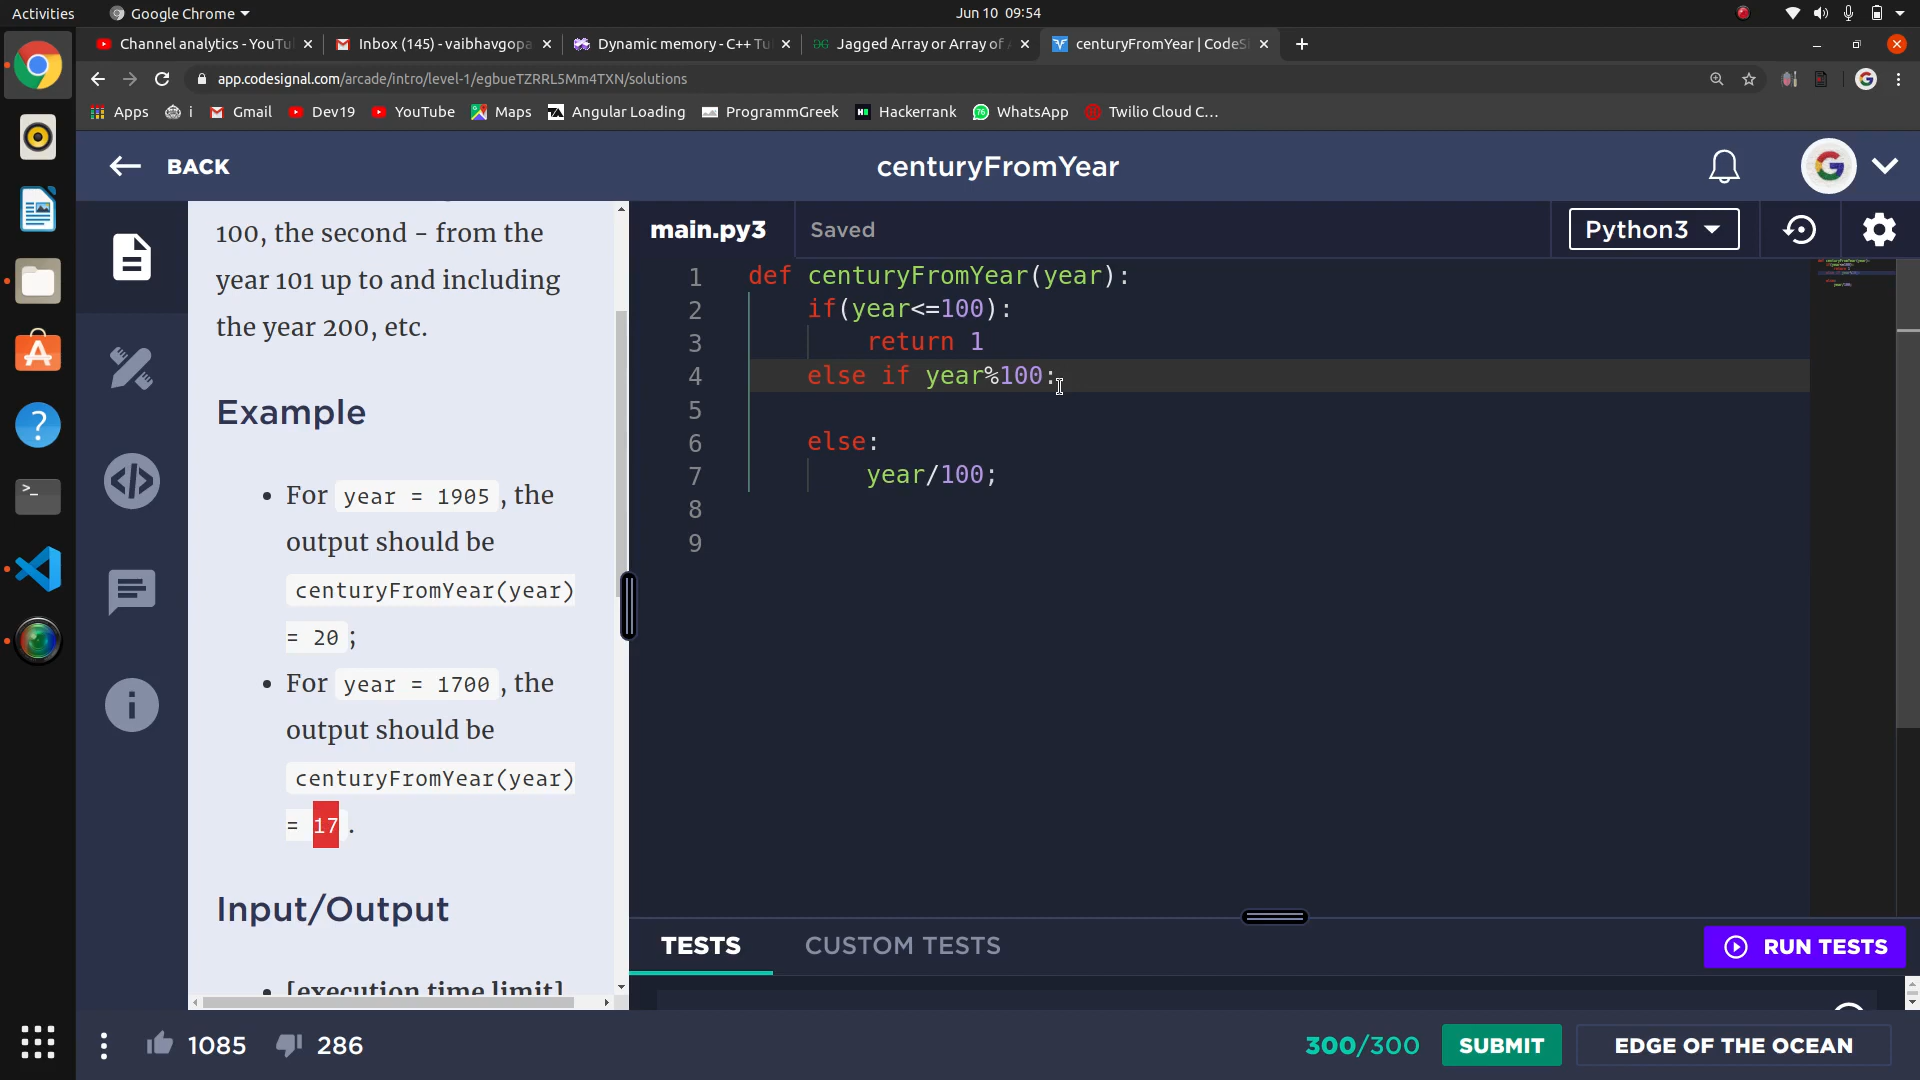 Activities
Google Chrome
Jun 10 09:54
Channel analytics - YouTu
Inbox (145) - vaibhavgopa
Dynamic memory - C++ Tu
Jagged Array or Array of A
centuryFromYear | CodeSi
app.codesignal.com/arcade/intro/level-1/egbueTZRRL5Mm4TXN/solutions
Apps
i
Gmail
Dev19
YouTube
Maps
Angular Loading
ProgrammGreek
Hackerrank
WhatsApp
Twilio Cloud C…
BACK
centuryFromYear
100, the second - from the
year 101 up to and including
the year 200, etc.
Example
• For year = 1905, the
output should be
centuryFromYear(year)
= 20;
• For year = 1700, the
output should be
centuryFromYear(year)
= 17.
Input/Output
• [execution time limit]
main.py3
Saved
Python3
1 def centuryFromYear(year):
2 if(year<=100):
3 return 1
4 else if year%100:
5
6 else:
7 year/100;
8
9
TESTS
CUSTOM TESTS
RUN TESTS
1085
286
300/300
SUBMIT
EDGE OF THE OCEAN